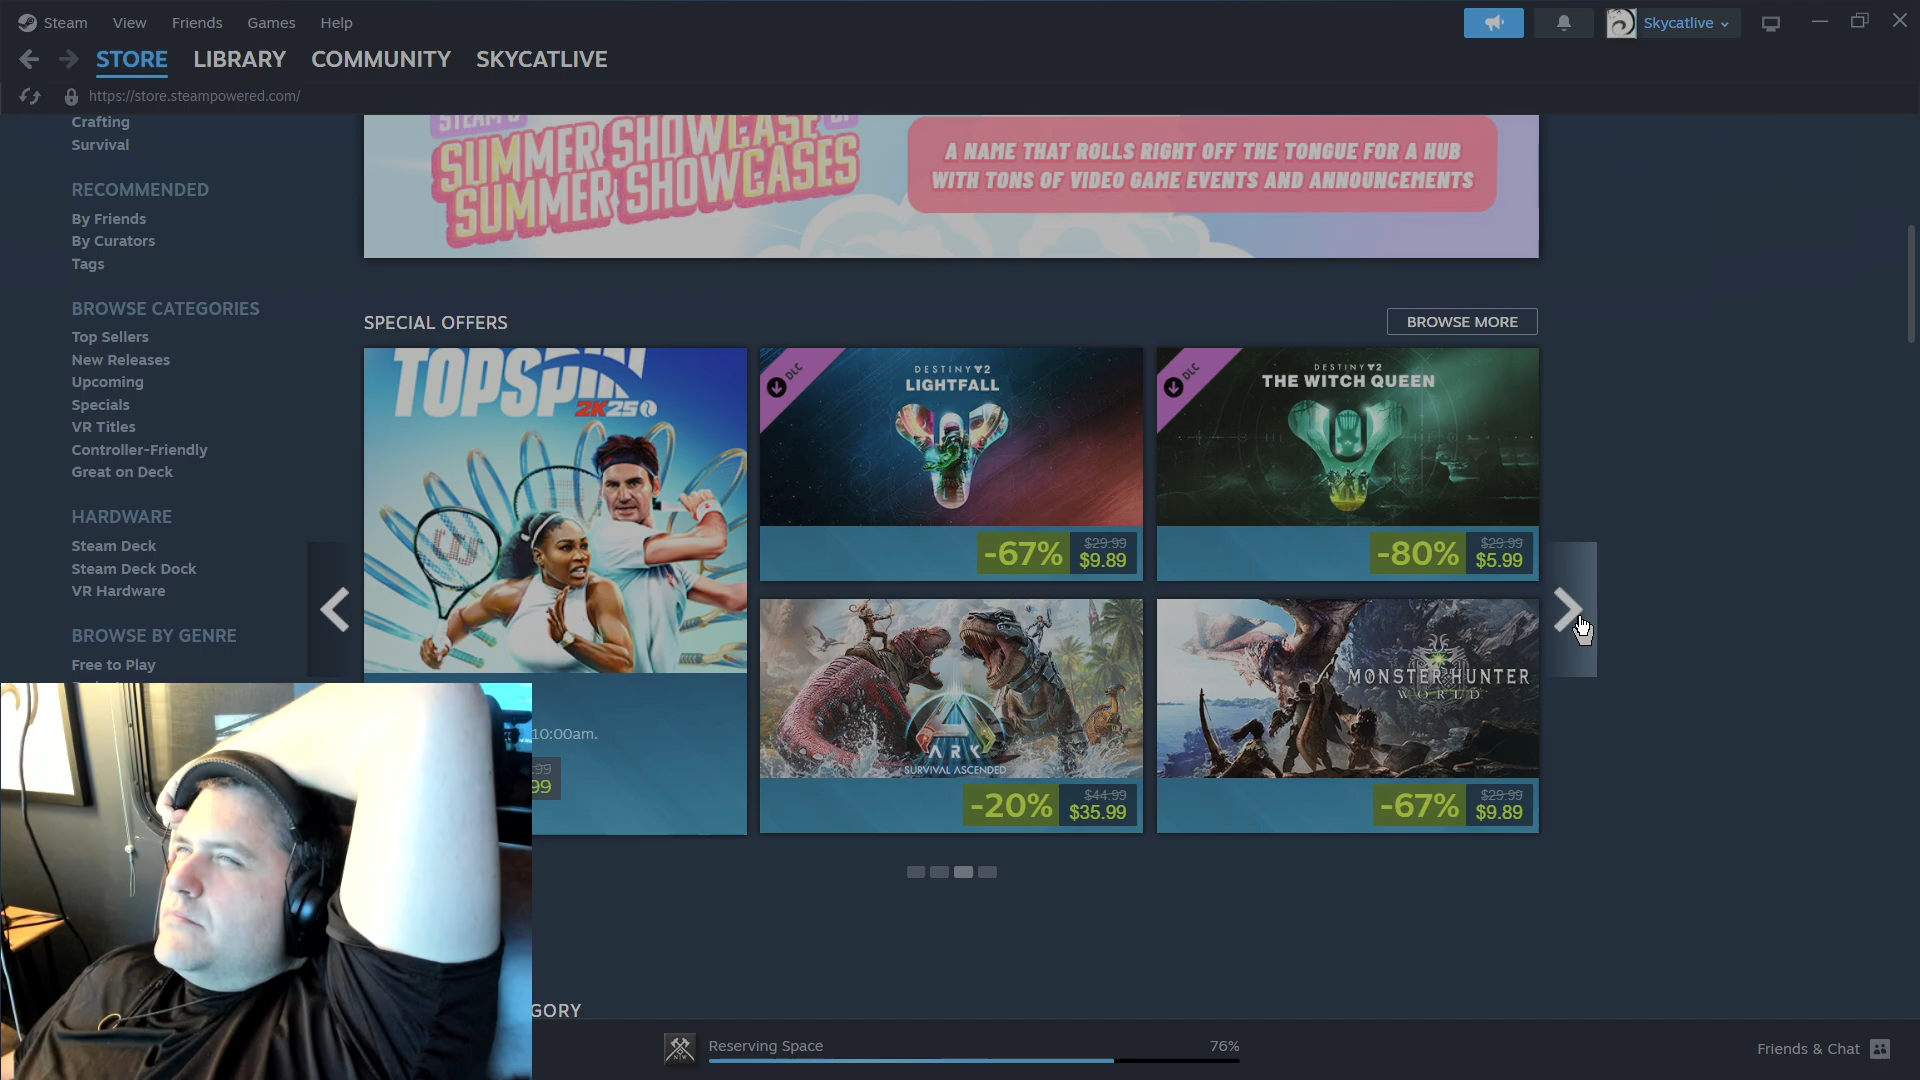 Steam View Friends Games Help
Skycatlive
STORE LIBRARY COMMUNITY SKYCATLIVE
https://store.steampowered.com/
Crafting
Survival
RECOMMENDED
By Friends
By Curators
Tags
BROWSE CATEGORIES
Top Sellers
New Releases
Upcoming
Specials
VR Titles
Controller-Friendly
Great on Deck
HARDWARE
Steam Deck
Steam Deck Dock
VR Hardware
BROWSE BY GENRE
Free to Play
SUMMER SHOWCASE OF
SUMMER SHOWCASES
A NAME THAT ROLLS RIGHT OFF THE TONGUE FOR A HUB
WITH TONS OF VIDEO GAME EVENTS AND ANNOUNCEMENTS
SPECIAL OFFERS
BROWSE MORE
TOPSPIN
2K25
10:00am.
99
99
DLC
DESTINY 2
LIGHTFALL
-67% $29.99
$9.89
DLC
DESTINY 2
THE WITCH QUEEN
-80% $29.99
$5.99
ARK
SURVIVAL ASCENDED
-20% $44.99
$35.99
MONSTER HUNTER
WORLD
-67% $29.99
$9.89
GORY
Reserving Space 76%
Friends & Chat